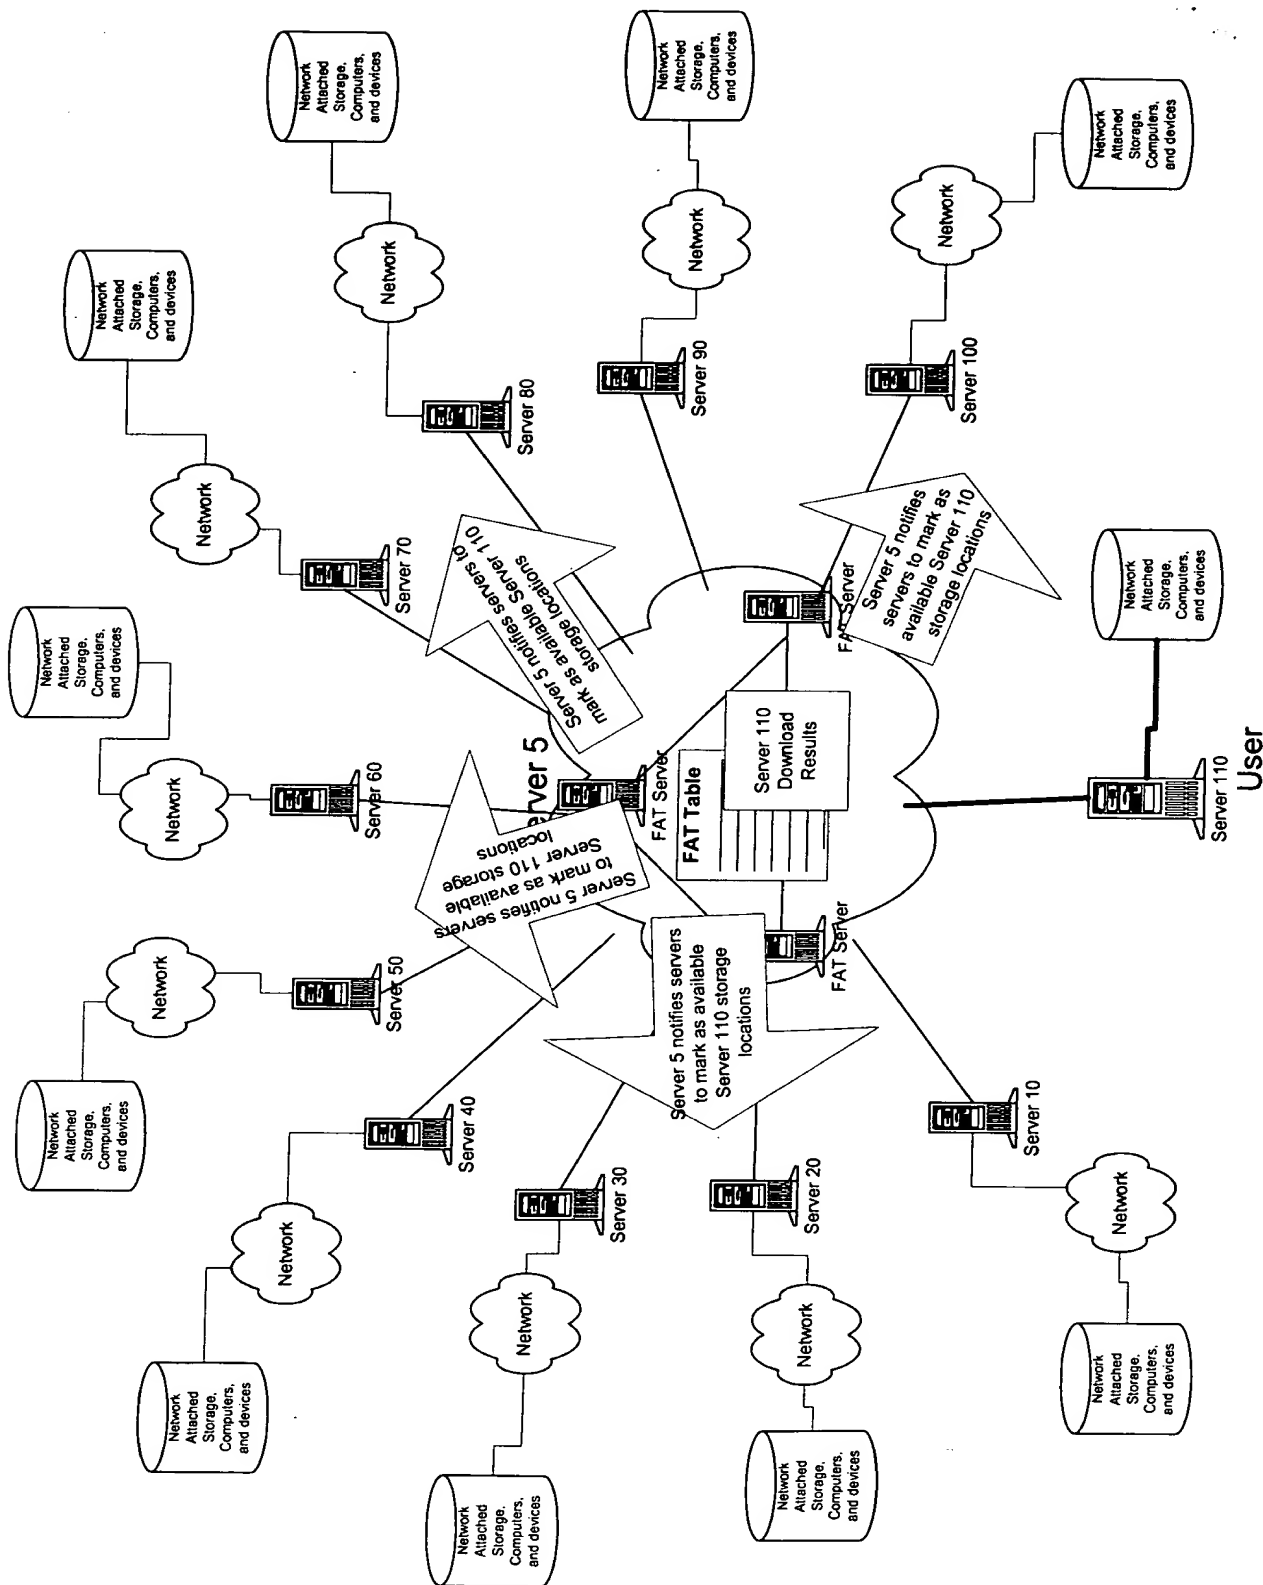 Network
Attached
Storage,
Computers,
and devices
Network
Server 50
Network
Attached
Storage,
Computers,
and devices
Network
Server 60
Network
Attached
Storage,
Computers,
and devices
Network
Server 70
Network
Attached
Storage,
Computers,
and devices
Network
Server 40
Network
Attached
Storage,
Computers,
and devices
Network
Server 80
Network
Attached
Storage,
Computers,
and devices
Server 5 notifies servers
to mark as available
Server 110 storage
locations
Server 5 notifies servers to
mark as available Server 110
storage locations
Network
Attached
Storage,
Computers,
and devices
Network
Server 30
Server 5
FAT Server
Server 90
Network
Network
Attached
Storage,
Computers,
and devices
Server 5 notifies servers
to mark as available
Server 110 storage
locations
FAT Table
Server 110
Download
Results
Network
Attached
Storage,
Computers,
and devices
Network
Server 20
FAT Server
FAT Server
Server 5 notifies
servers to mark as
available Server 110
storage locations
Server 100
Network
Network
Attached
Storage,
Computers,
and devices
Network
Attached
Storage,
Computers,
and devices
Network
Server 10
Server 110
User
Network
Attached
Storage,
Computers,
and devices